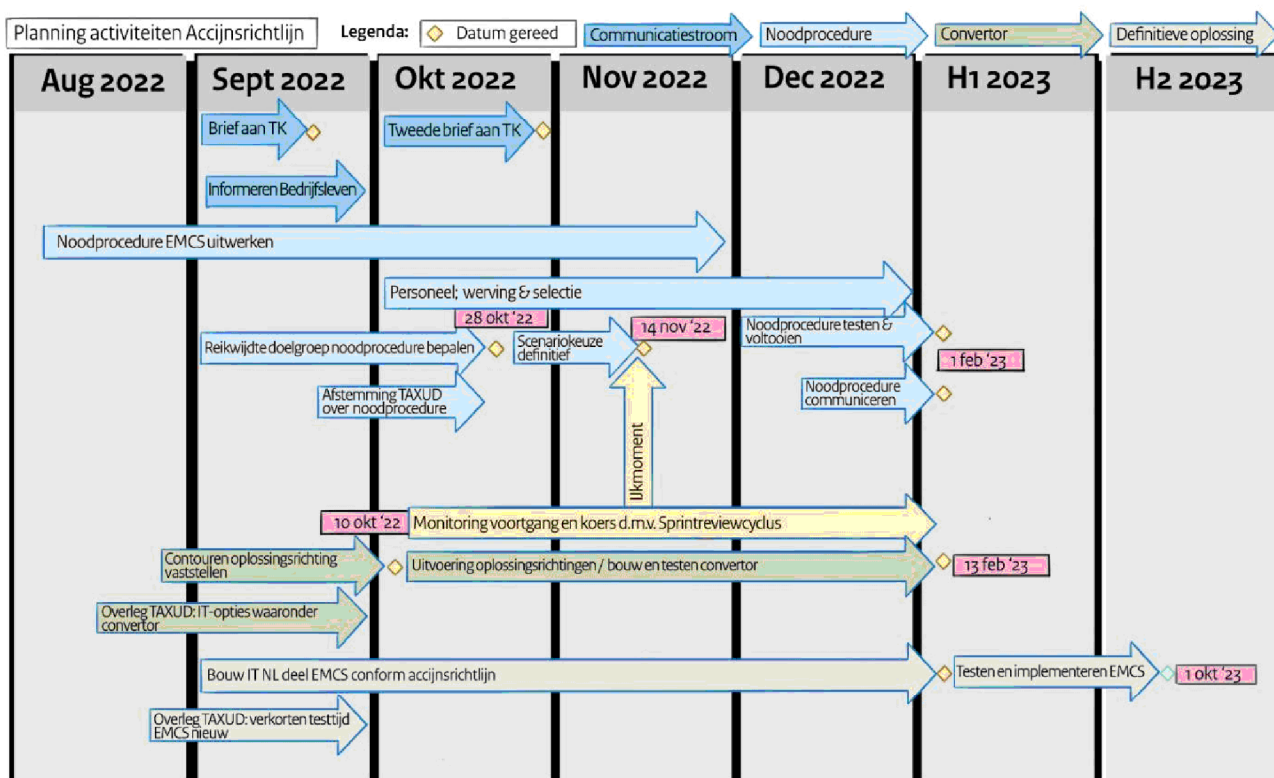 Planning activiteiten Accijnsrichtlijn
Legenda:
Datum gereed
Communicatiestroom
Noodprocedure
Convertor
Definitieve oplossing
Aug 2022
Sept 2022
Okt 2022
Nov 2022
Dec 2022
H1 2023
H2 2023
Brief aan TK
Tweede brief aan TK
Informeren Bedrijfsleven
Noodprocedure EMCS uitwerken
Personeel; werving & selectie
28 okt '22
14 nov '22
Noodprocedure testen &
voltooien
Reikwijdte doelgroep noodprocedure bepalen
Scenariokeuze
definitief
1 feb '23
Afstemming TAXUD
over noodprocedure
Noodprocedure
communiceren
IJkmoment
10 okt '22
Monitoring voortgang en koers d.m.v. Sprintreviewcyclus
Contouren oplossingsrichting
vaststellen
Uitvoering oplossingsrichtingen / bouw en testen convertor
13 feb '23
Overleg TAXUD: IT-opties waaronder
convertor
Bouw IT NL deel EMCS conform accijnsrichtlijn
Testen en implementeren EMCS
1 okt '23
Overleg TAXUD: verkorten testtijd
EMCS nieuw